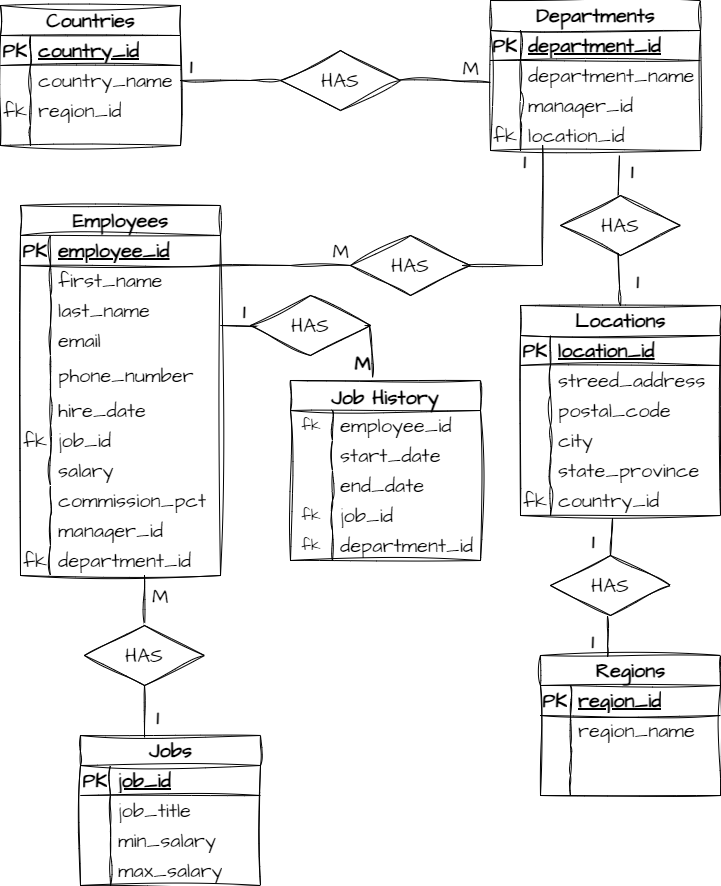 Countries
PK country_id
country_name
fk region_id
1
HAS
M
Departments
PK department_id
department_name
manager_id
fk location_id
1
1
HAS
1
Employees
PK employee_id
first_name
last_name
email
phone_number
hire_date
fk job_id
salary
commission_pct
manager_id
fk department_id
M
HAS
1
HAS
M
Job History
fk employee_id
start_date
end_date
fk job_id
fk department_id
Locations
PK location_id
streed_address
postal_code
city
state_province
fk country_id
1
HAS
1
Regions
PK region_id
region_name
M
HAS
1
Jobs
PK job_id
job_title
min_salary
max_salary